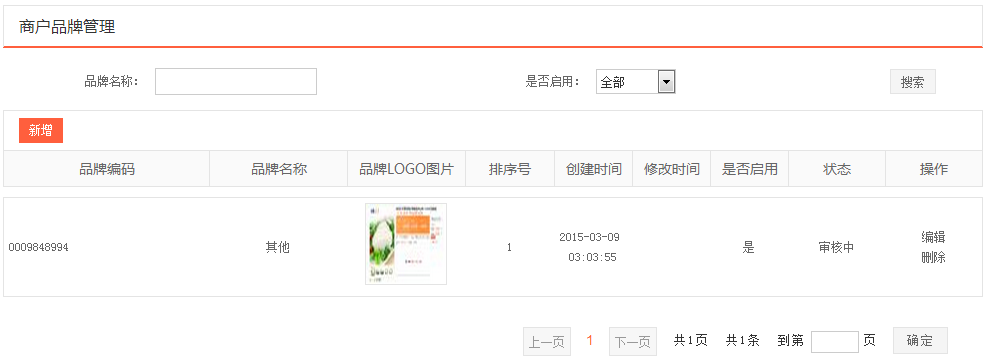 商户品牌管理
品牌名称: 是否启用: 全部 搜索
新增
品牌编码 品牌名称 品牌LOGO图片 排序号 创建时间 修改时间 是否启用 状态 操作
0009848994 其他 1 2015-03-09 03:03:55 是 审核中 编辑 删除
上一页 1 下一页 共1页 共1条 到第 页 确定